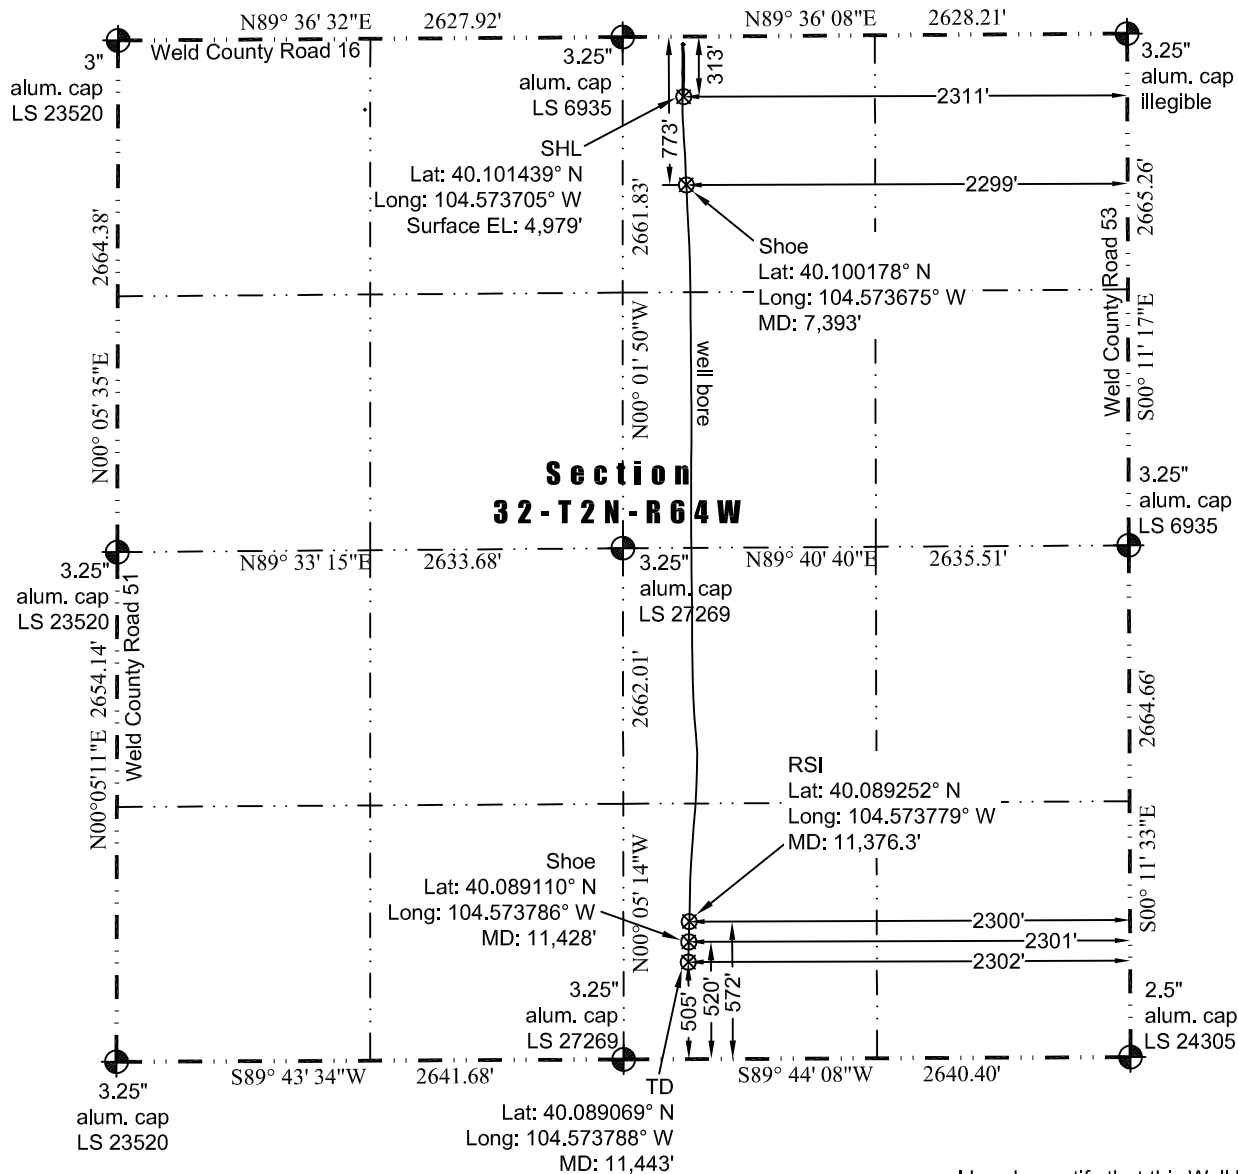 N89° 36' 32"E 2627.92' N89° 36' 08"E 2628.21'
Weld County Road 16
3"
alum. cap
LS 23520
3.25"
alum. cap
LS 6935
313'
3.25"
alum. cap
illegible
2311'
773'
SHL
Lat: 40.101439° N
Long: 104.573705° W
Surface EL: 4,979'
2299'
2664.38'
2661.83'
2665.26'
Weld County Road 53
Shoe
Lat: 40.100178° N
Long: 104.573675° W
MD: 7,393'
N00° 05' 35"E
N00° 01' 50"W
well bore
S00° 11' 17"E
Section
32-T2N-R64W
3.25"
alum. cap
LS 6935
N89° 33' 15"E 2633.68' N89° 40' 40"E 2635.51'
3.25"
alum. cap
LS 23520
3.25"
alum. cap
LS 27269
Weld County Road 51
2654.14'
2662.01'
2664.66'
N00°05'11"E
RSI
Lat: 40.089252° N
Long: 104.573779° W
MD: 11,376.3'
Shoe
Lat: 40.089110° N
Long: 104.573786° W
MD: 11,428'
N00° 05' 14"W
S00° 11' 33"E
2300'
2301'
2302'
505'
520'
572'
3.25"
alum. cap
LS 27269
2.5"
alum. cap
LS 24305
S89° 43' 34"W 2641.68' S89° 44' 08"W 2640.40'
3.25"
alum. cap
LS 23520
TD
Lat: 40.089069° N
Long: 104.573788° W
MD: 11,443'